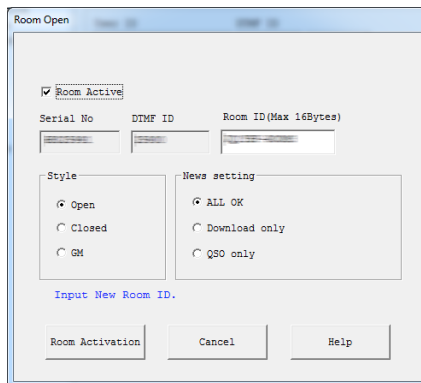 Room Open
Room Active
Serial No DTMF ID Room ID(Max 16Bytes)
Style News setting
Open ALL OK
Closed Download only
GM QSO only
Input New Room ID.
Room Activation Cancel Help